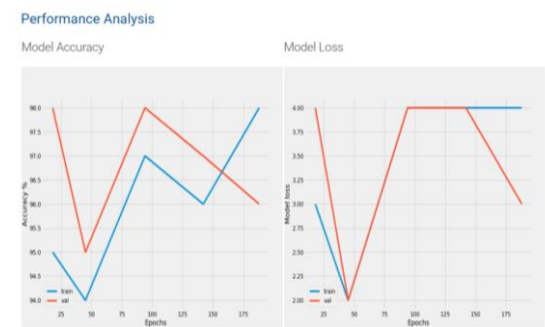 Performance Analysis
Model Accuracy
Model Loss
98.0
97.5
97.0
96.5
96.0
95.5
95.0
94.5
94.0
Accuracy %
train
val
25 50 75 100 125 150 175
Epochs
4.00
3.75
3.50
3.25
3.00
2.75
2.50
2.25
2.00
Model loss
train
val
25 50 75 100 125 150 175
Epochs